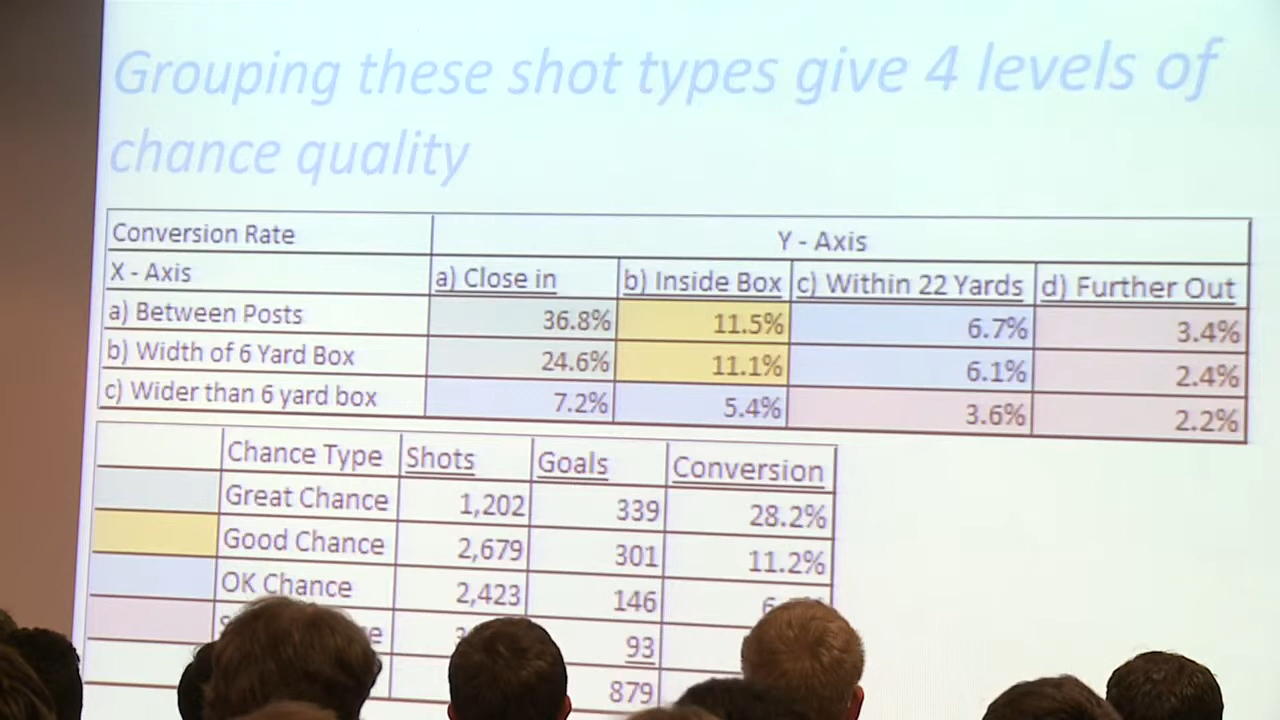 Grouping these shot types give 4 levels of
chance quality
Conversion Rate Y - Axis
X - Axis a) Close in b) Inside Box c) Within 22 Yards d) Further Out
a) Between Posts 36.8% 11.5% 6.7% 3.4%
b) Width of 6 Yard Box 24.6% 11.1% 6.1% 2.4%
c) Wider than 6 yard box 7.2% 5.4% 3.6% 2.2%
Chance Type Shots Goals Conversion
Great Chance 1,202 339 28.2%
Good Chance 2,679 301 11.2%
OK Chance 2,423 146
93
879